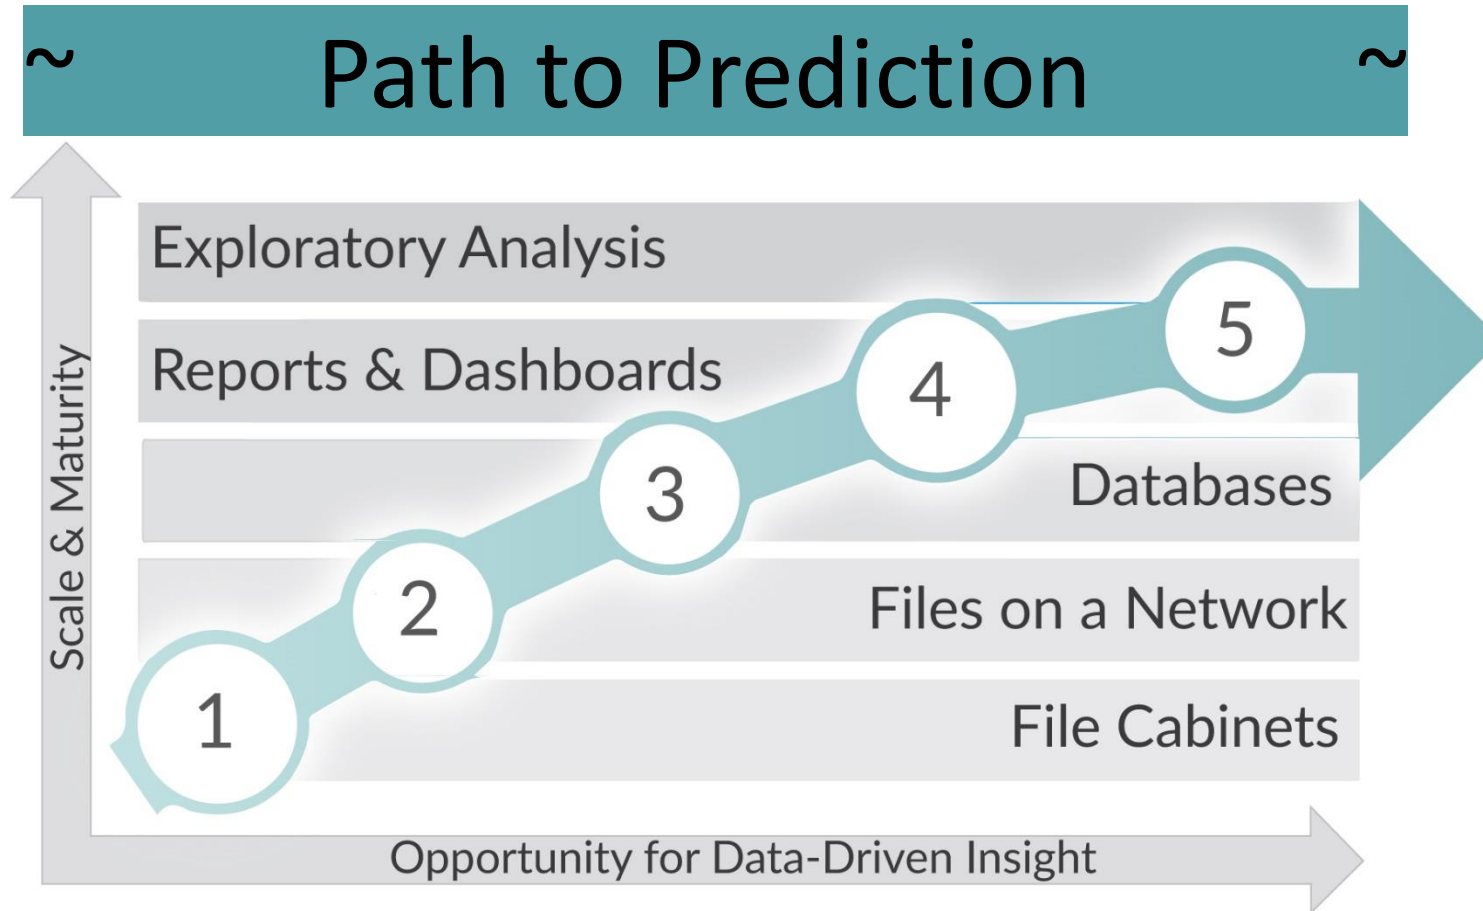 ~ Path to Prediction ~
Exploratory Analysis
Reports & Dashboards
Databases
Files on a Network
File Cabinets
1
2
3
4
5
Scale & Maturity
Opportunity for Data-Driven Insight